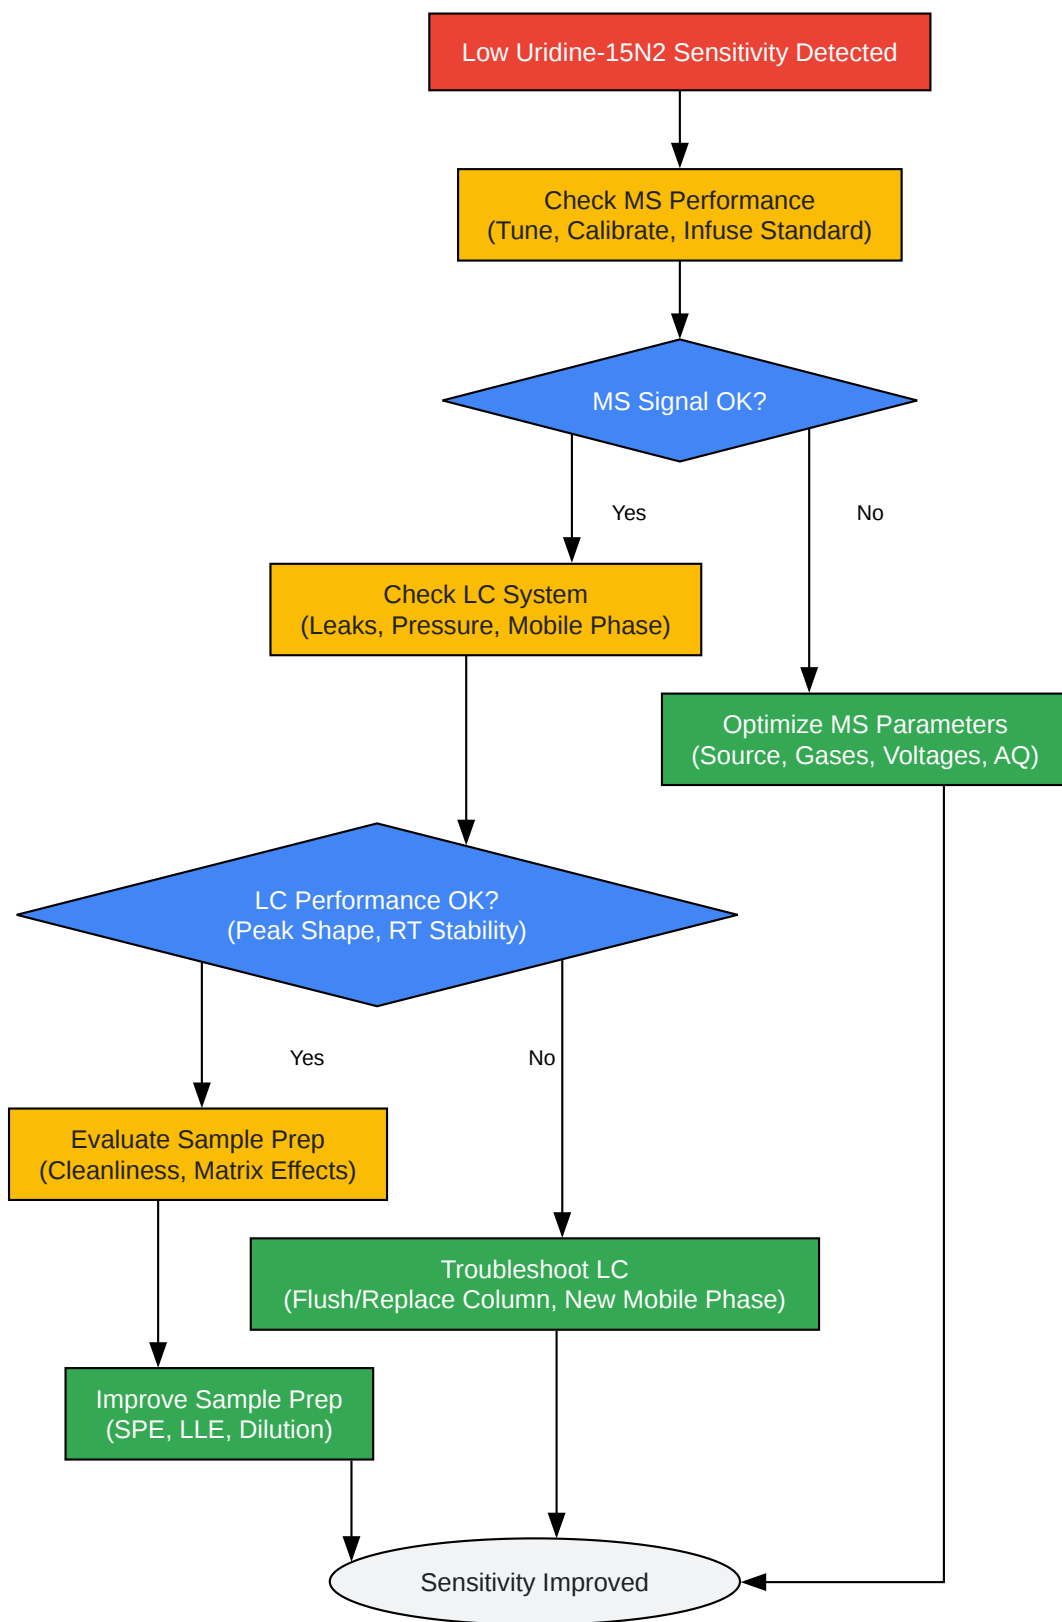 Low Uridine-15N2 Sensitivity Detected
Check MS Performance
(Tune, Calibrate, Infuse Standard)
MS Signal OK?
Yes
No
Check LC System
(Leaks, Pressure, Mobile Phase)
Optimize MS Parameters
(Source, Gases, Voltages, AQ)
LC Performance OK?
(Peak Shape, RT Stability)
Yes
No
Evaluate Sample Prep
(Cleanliness, Matrix Effects)
Troubleshoot LC
(Flush/Replace Column, New Mobile Phase)
Improve Sample Prep
(SPE, LLE, Dilution)
Sensitivity Improved